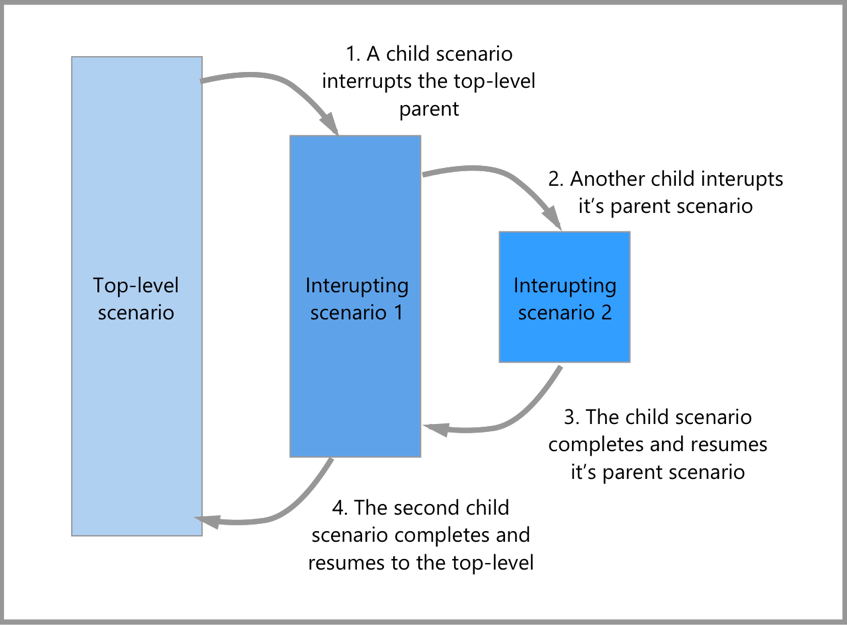 1. A child scenario
interrupts the top-level
parent
2. Another child interupts
it’s parent scenario
Top-level
scenario
Interupting
scenario 1
Interupting
scenario 2
3. The child scenario
completes and resumes
it’s parent scenario
4. The second child
scenario completes and
resumes to the top-level